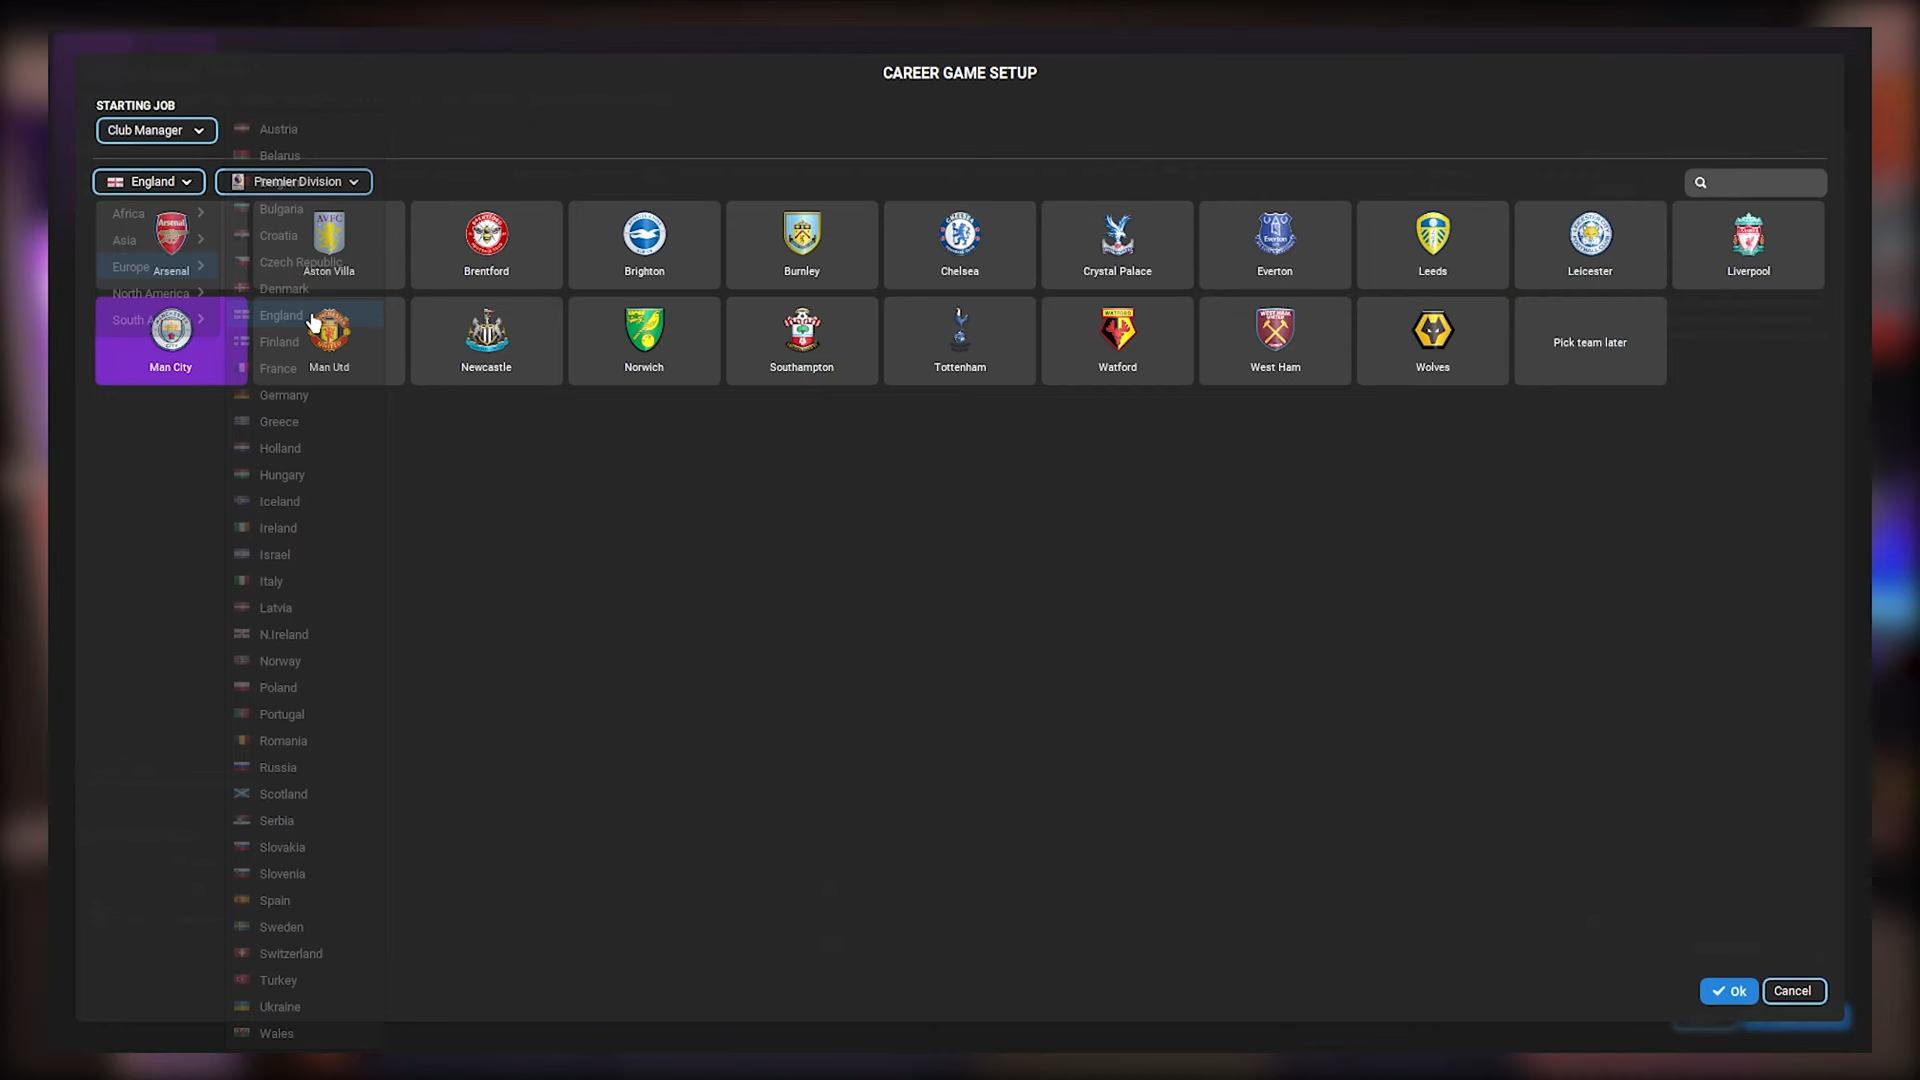 CAREER GAME SETUP
STARTING JOB
Club Manager
England
Premier Division
Africa
Asia
Europe
North America
South A
Austria
Belarus
Bulgaria
Croatia
Czech Republic
Denmark
England
Finland
France
Germany
Greece
Holland
Hungary
Iceland
Ireland
Israel
Italy
Latvia
N.Ireland
Norway
Poland
Portugal
Romania
Russia
Scotland
Serbia
Slovakia
Slovenia
Spain
Sweden
Switzerland
Turkey
Ukraine
Wales
Arsenal
Arsenal
AVFC
Aston Villa
Brentford
Brighton
Burnley
Chelsea
Crystal Palace
Everton
Everton
Leeds
Leicester
Liverpool
Man City
Man Utd
Newcastle
Norwich
Southampton
Tottenham
WATFORD
Watford
West Ham
Wolves
Pick team later
Ok
Cancel